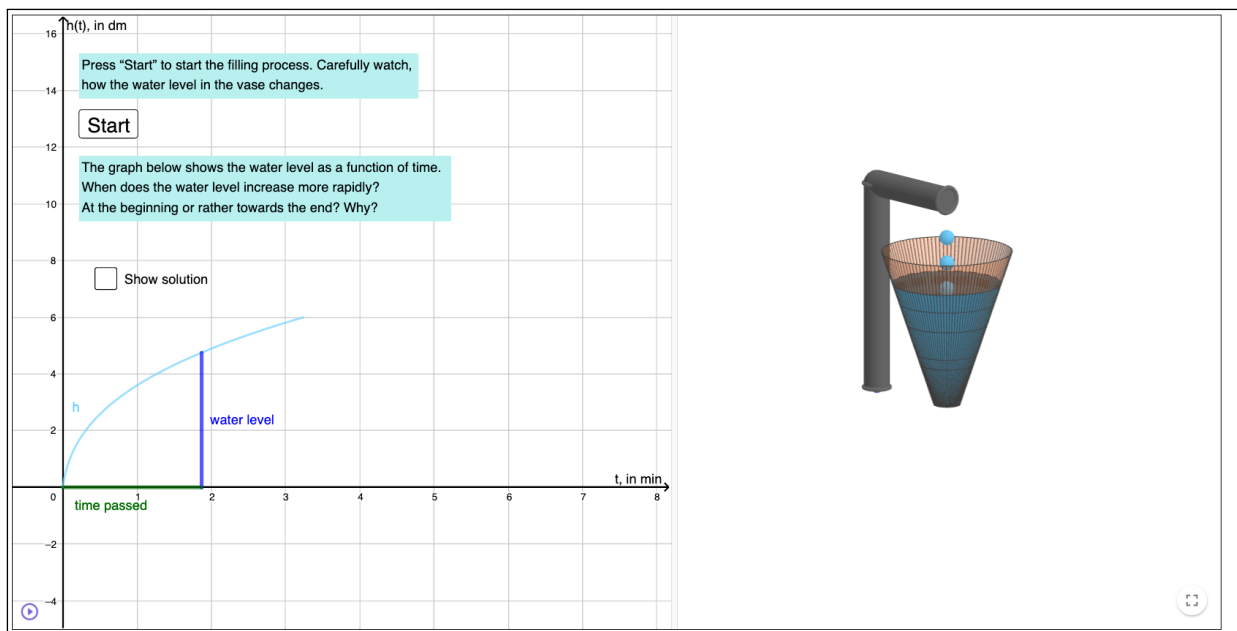 h(t), in dm
16
Press “Start” to start the filling process. Carefully watch,
how the water level in the vase changes.
14
Start
12
The graph below shows the water level as a function of time.
When does the water level increase more rapidly?
At the beginning or rather towards the end? Why?
10
8
Show solution
6
4
h
water level
2
t, in min
0 1 2 3 4 5 6 7 8
time passed
–2
–4